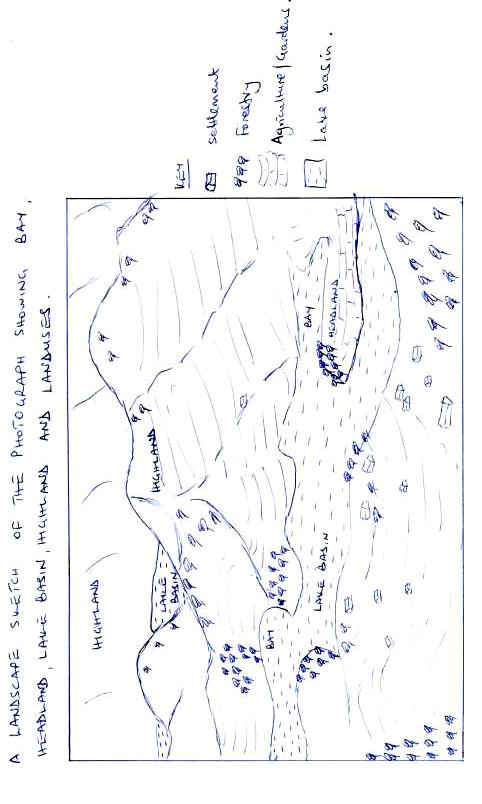 A LANDSCAPE SKETCH OF THE PHOTOGRAPH SHOWING BAY,
HEADLAND, LAKE BASIN, HIGHLAND AND LANDUSES.
HIGHLAND
LAKE
BASIN
HIGHLAND
BAY
LAKE BASIN
BAY
HEADLAND
KEY
settlement
Forestry
Agriculture/Gardens.
Lake basin.